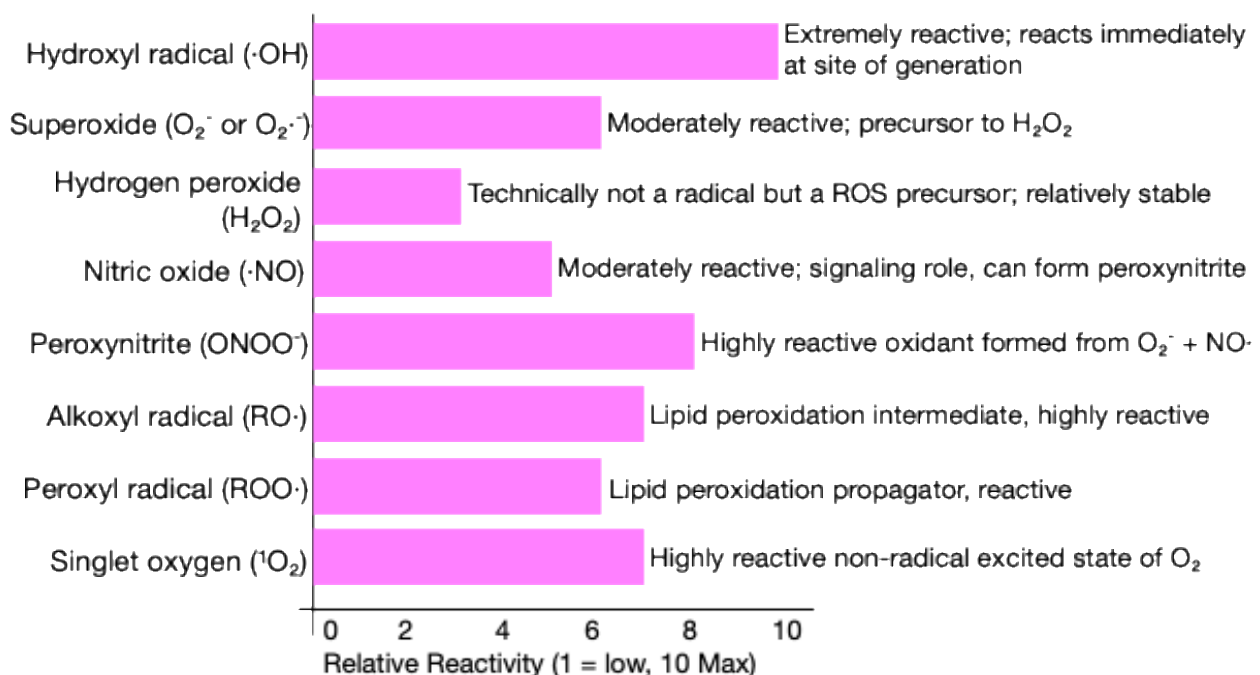 Hydroxyl radical (·OH)
Extremely reactive; reacts immediately
at site of generation
Superoxide (O₂⁻ or O₂·⁻)
Moderately reactive; precursor to H₂O₂
Hydrogen peroxide
(H₂O₂)
Technically not a radical but a ROS precursor; relatively stable
Nitric oxide (·NO)
Moderately reactive; signaling role, can form peroxynitrite
Peroxynitrite (ONOO⁻)
Highly reactive oxidant formed from O₂⁻ + NO·
Alkoxyl radical (RO·)
Lipid peroxidation intermediate, highly reactive
Peroxyl radical (ROO·)
Lipid peroxidation propagator, reactive
Singlet oxygen (¹O₂)
Highly reactive non-radical excited state of O₂
0 2 4 6 8 10
Relative Reactivity (1 = low, 10 Max)